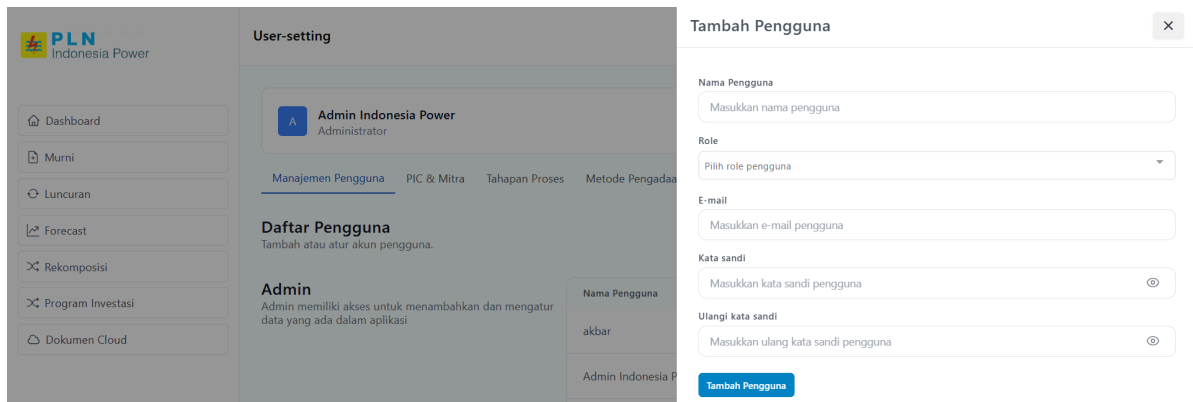 PLN
Indonesia Power
Dashboard
Murni
Luncuran
Forecast
Rekomposisi
Program Investasi
Dokumen Cloud
User-setting
A
Admin Indonesia Power
Administrator
Manajemen Pengguna PIC & Mitra Tahapan Proses Metode Pengadaa
Daftar Pengguna
Tambah atau atur akun pengguna.
Admin
Admin memiliki akses untuk menambahkan dan mengatur
data yang ada dalam aplikasi
Nama Pengguna
akbar
Admin Indonesia P
Tambah Pengguna
Nama Pengguna
Masukkan nama pengguna
Role
Pilih role pengguna
E-mail
Masukkan e-mail pengguna
Kata sandi
Masukkan kata sandi pengguna
Ulangi kata sandi
Masukkan ulang kata sandi pengguna
Tambah Pengguna